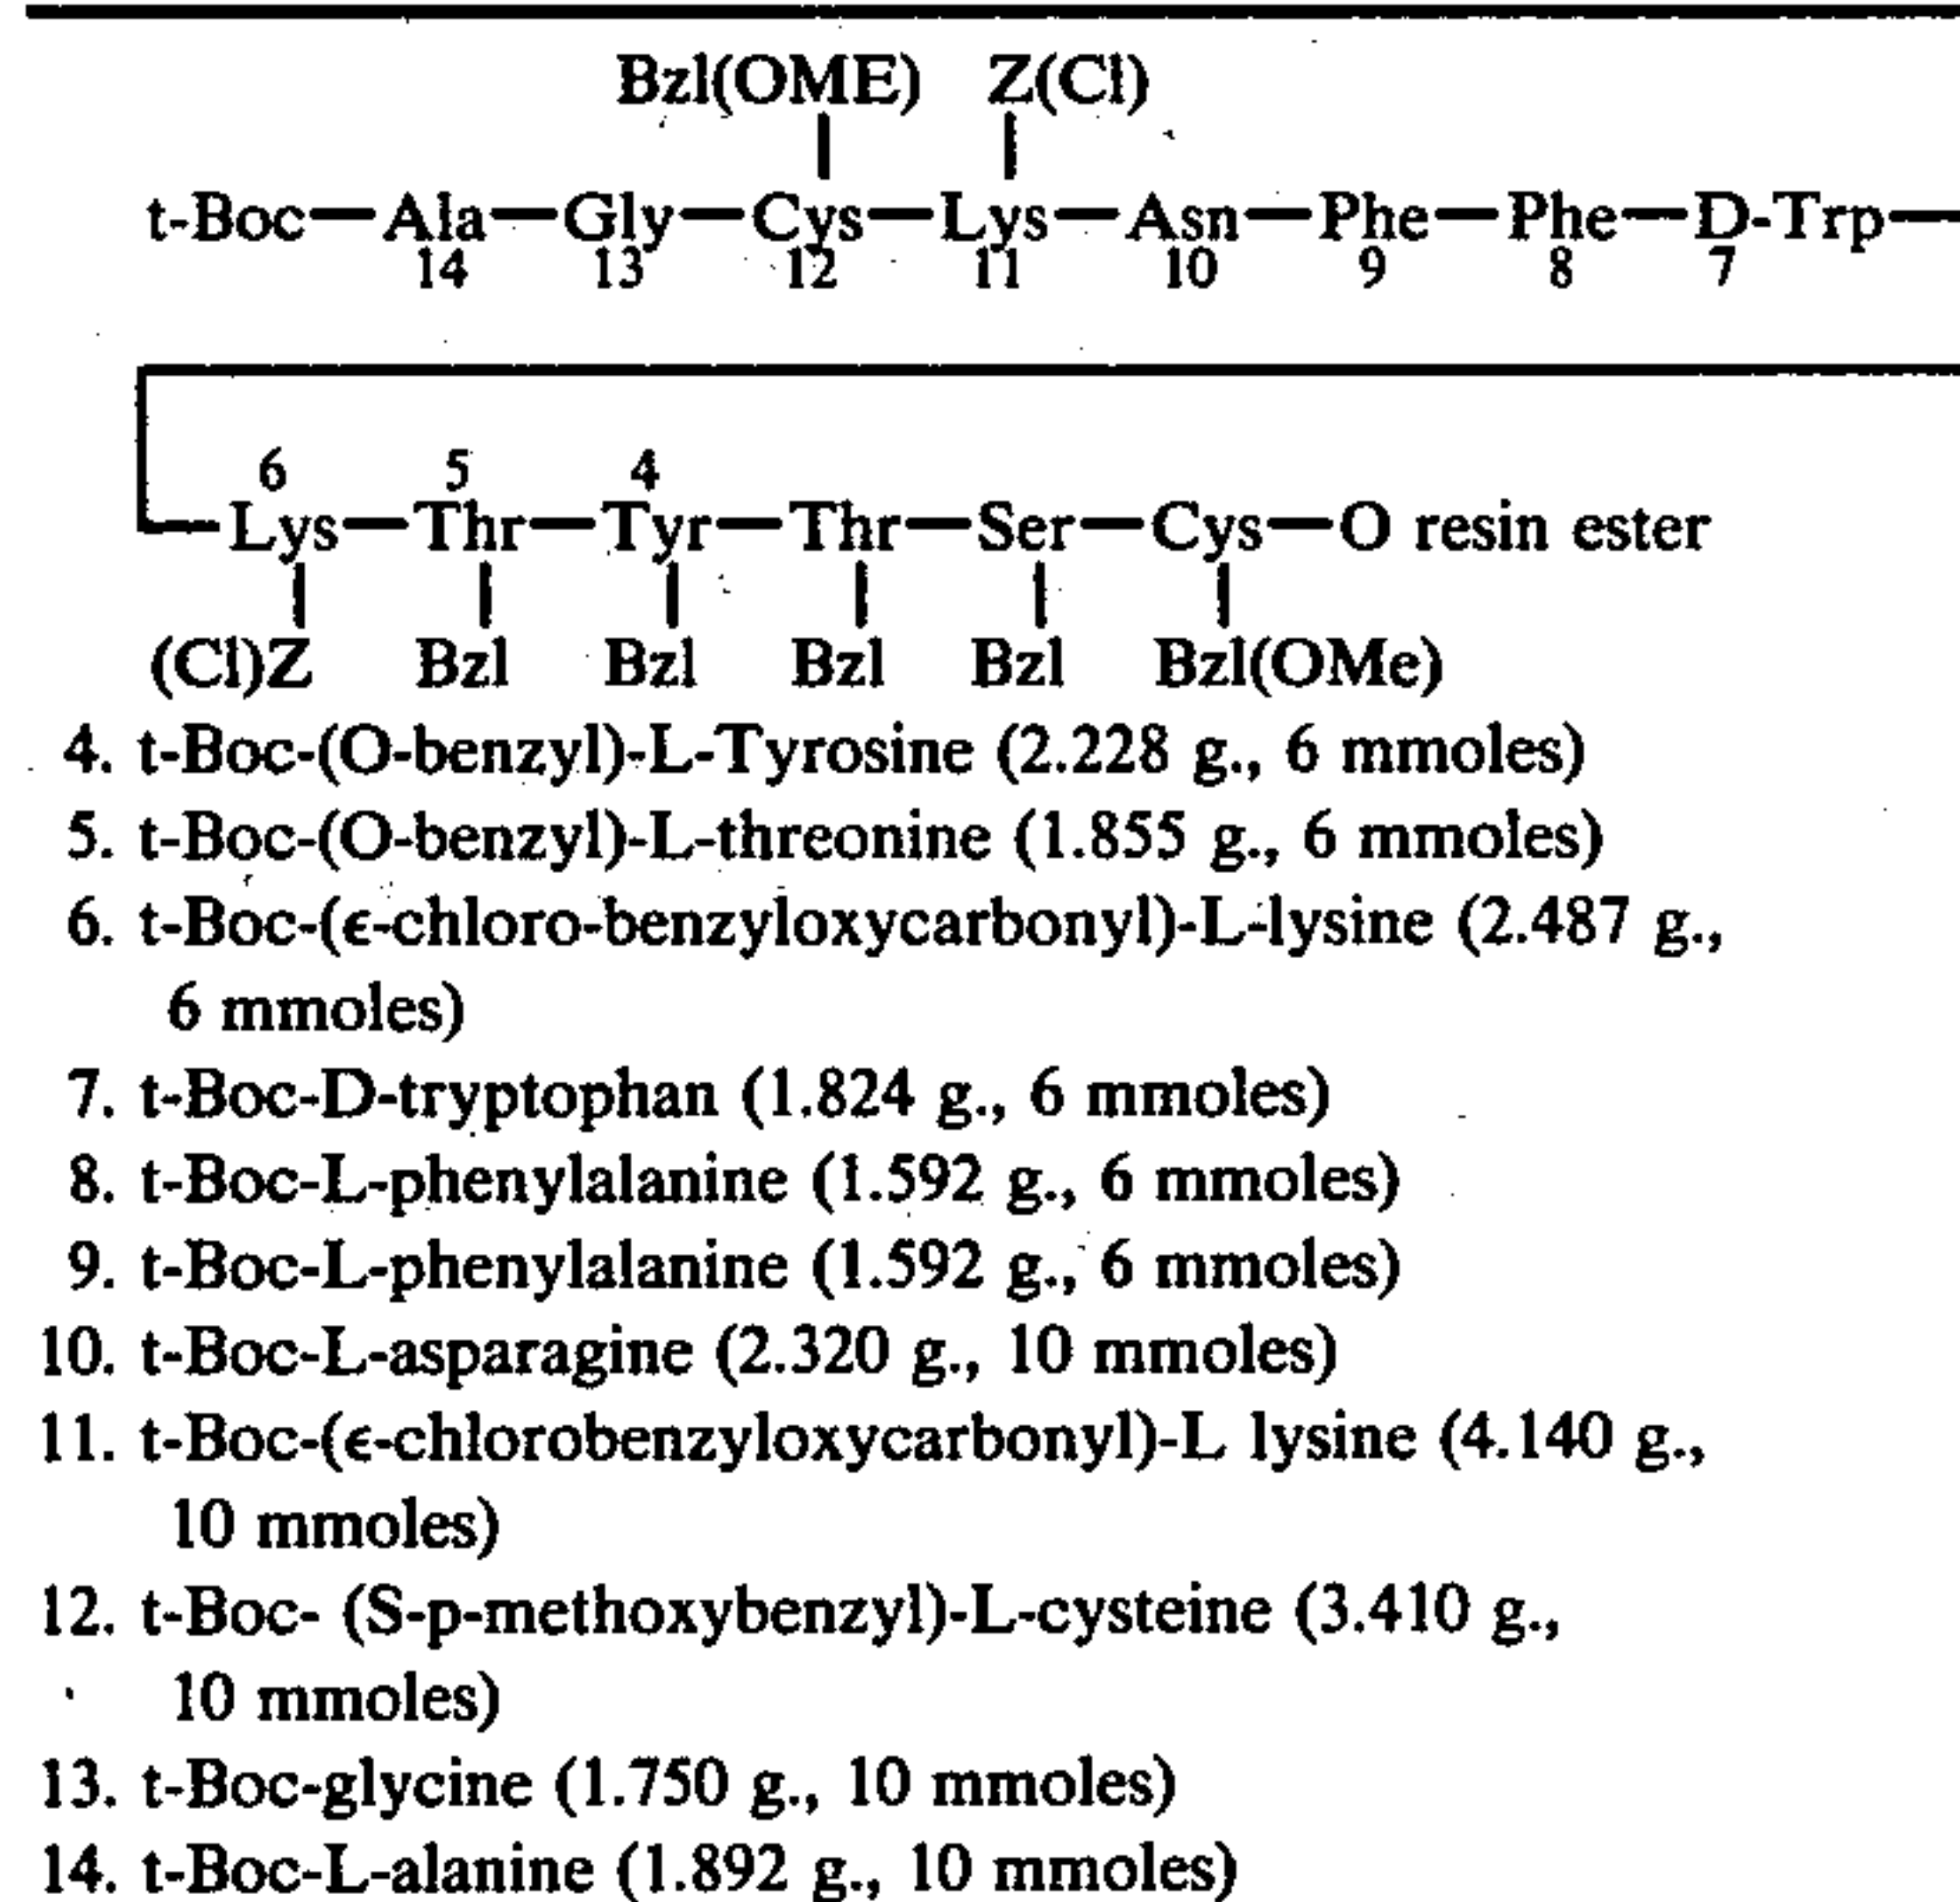 Bzl(OME) Z(Cl)
t-Boc—Ala—Gly—Cys—Lys—Asn—Phe—Phe—D-Trp—
14 13 12 11 10 9 8 7
6 5 4
Lys—Thr—Tyr—Thr—Ser—Cys—O resin ester
(Cl)Z Bzl Bzl Bzl Bzl Bzl(OMe)
4. t-Boc-(O-benzyl)-L-Tyrosine (2.228 g., 6 mmoles)
5. t-Boc-(O-benzyl)-L-threonine (1.855 g., 6 mmoles)
6. t-Boc-(ϵ-chloro-benzyloxycarbonyl)-L-lysine (2.487 g.,
6 mmoles)
7. t-Boc-D-tryptophan (1.824 g., 6 mmoles)
8. t-Boc-L-phenylalanine (1.592 g., 6 mmoles)
9. t-Boc-L-phenylalanine (1.592 g., 6 mmoles)
10. t-Boc-L-asparagine (2.320 g., 10 mmoles)
11. t-Boc-(ϵ-chlorobenzyloxycarbonyl)-L lysine (4.140 g.,
10 mmoles)
12. t-Boc- (S-p-methoxybenzyl)-L-cysteine (3.410 g.,
10 mmoles)
13. t-Boc-glycine (1.750 g., 10 mmoles)
14. t-Boc-L-alanine (1.892 g., 10 mmoles)